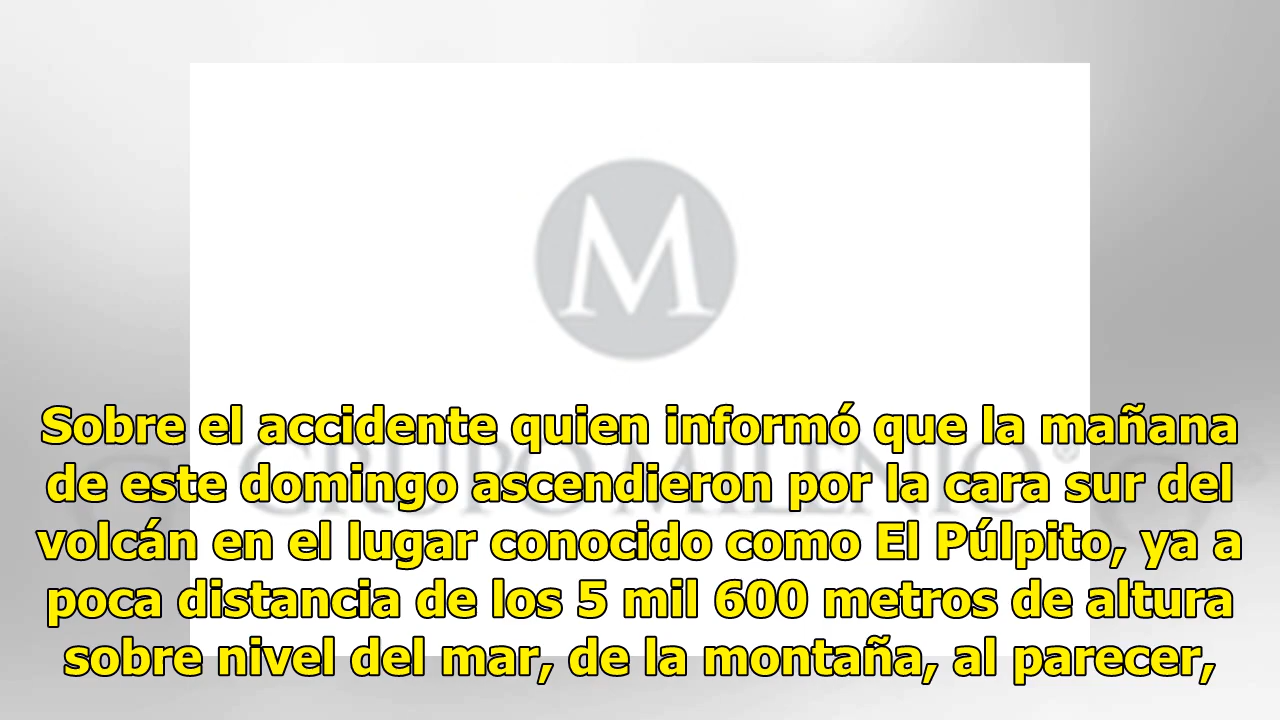 M
GRUPO MILENIO®
Sobre el accidente quien informó que la mañana
de este domingo ascendieron por la cara sur del
volcán en el lugar conocido como El Púlpito, ya a
poca distancia de los 5 mil 600 metros de altura
sobre nivel del mar, de la montaña, al parecer,